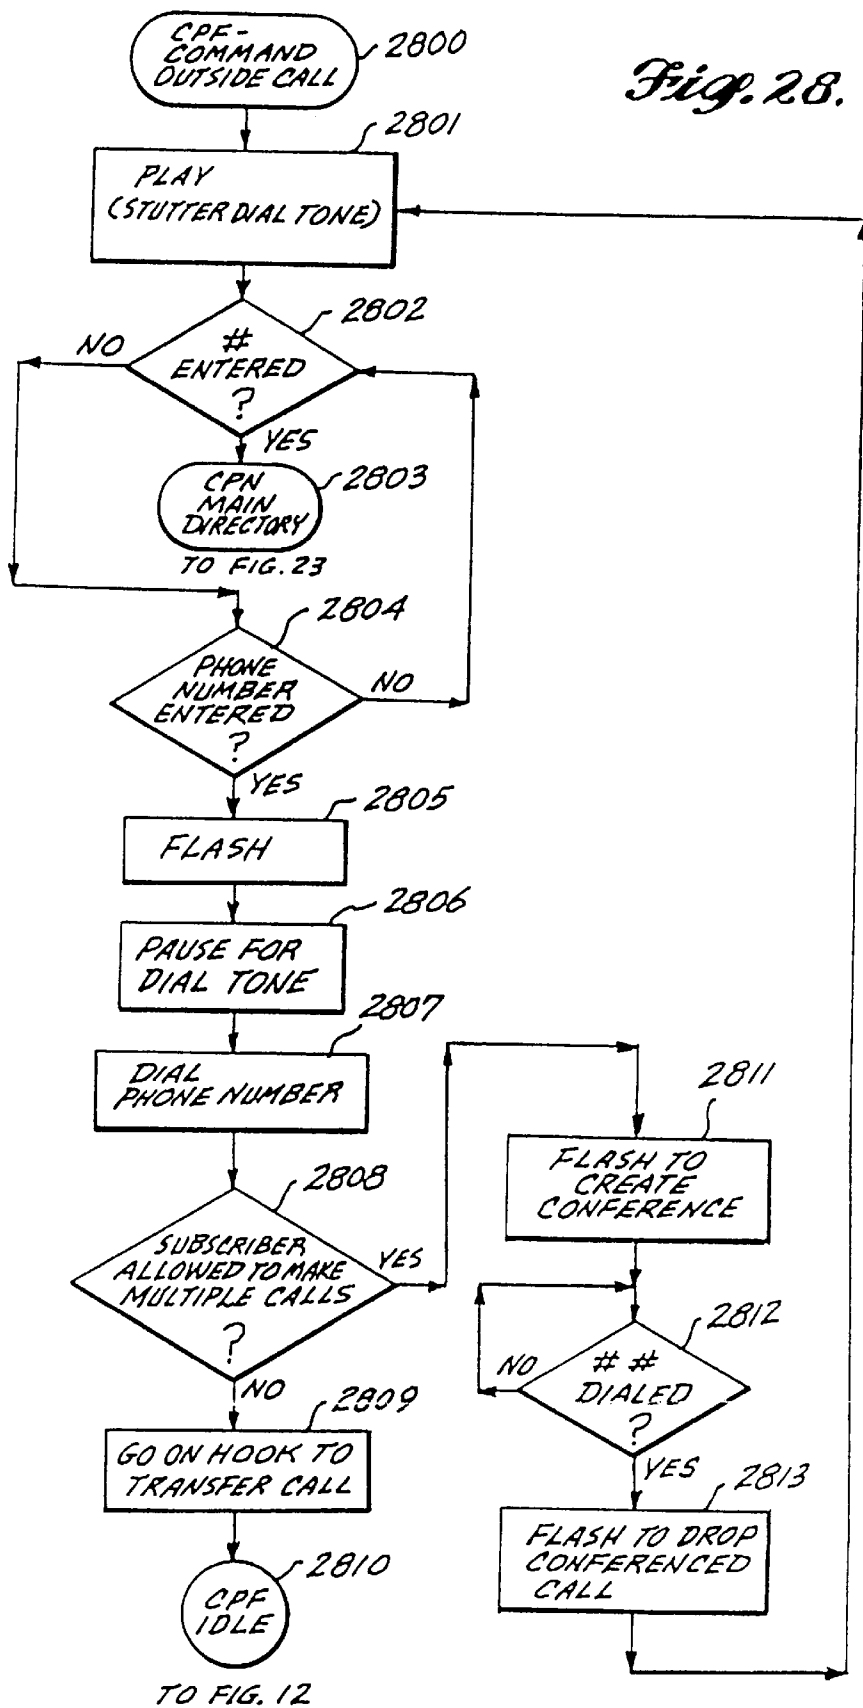 CPF-
COMMAND
OUTSIDE CALL
2800
Fig. 28.
2801
PLAY
(STUTTER DIAL TONE)
2802
NO
#
ENTERED
?
YES
CPN
MAIN
DIRECTORY
2803
TO FIG. 23
2804
PHONE
NUMBER
ENTERED
?
NO
YES
2805
FLASH
2806
PAUSE FOR
DIAL TONE
2807
DIAL
PHONE NUMBER
2808
SUBSCRIBER
ALLOWED TO MAKE
MULTIPLE CALLS
?
YES
NO
2809
GO ON HOOK TO
TRANSFER CALL
2810
CPF
IDLE
TO FIG. 12
2811
FLASH TO
CREATE
CONFERENCE
2812
NO
# #
DIALED
?
YES
2813
FLASH TO DROP
CONFERENCED
CALL